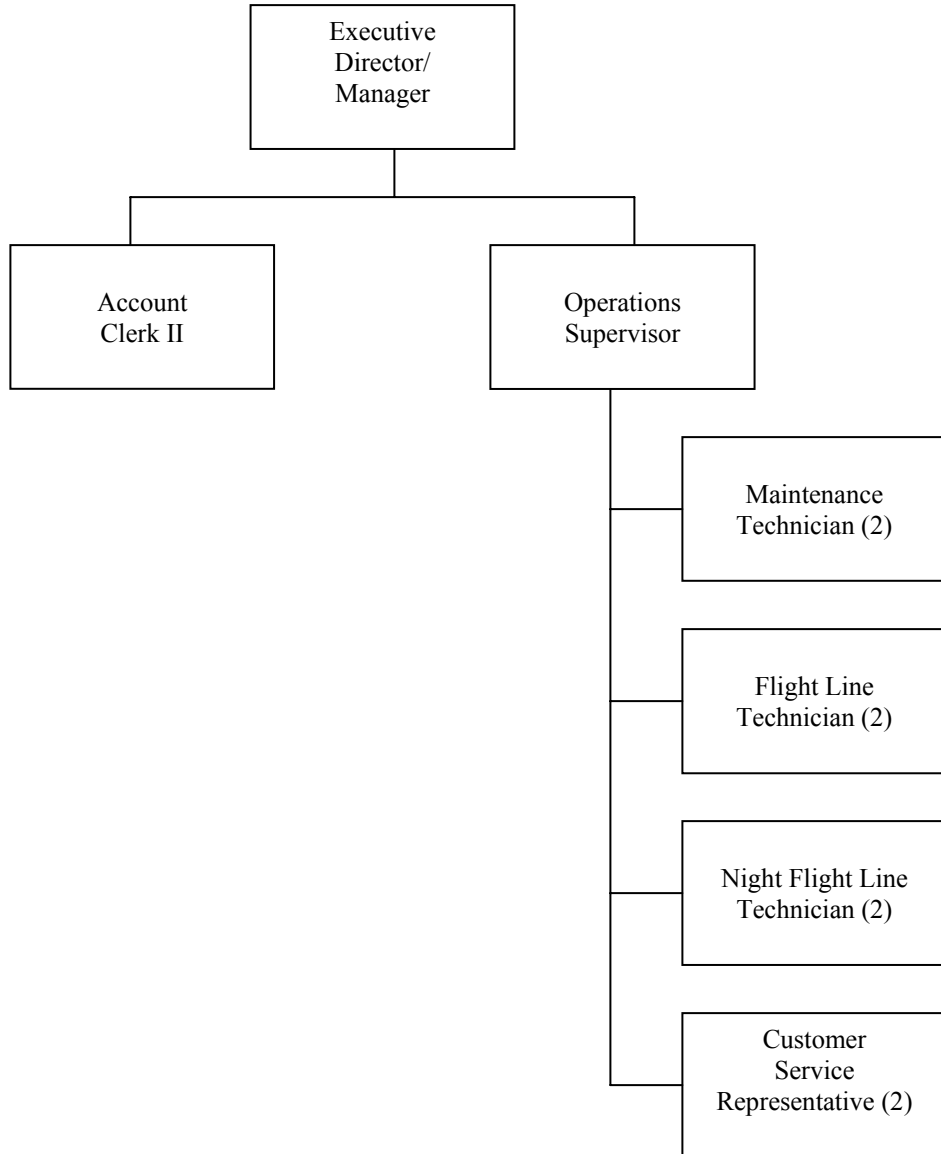 Executive
Director/
Manager
Account
Clerk II
Operations
Supervisor
Maintenance
Technician (2)
Flight Line
Technician (2)
Night Flight Line
Technician (2)
Customer
Service
Representative (2)